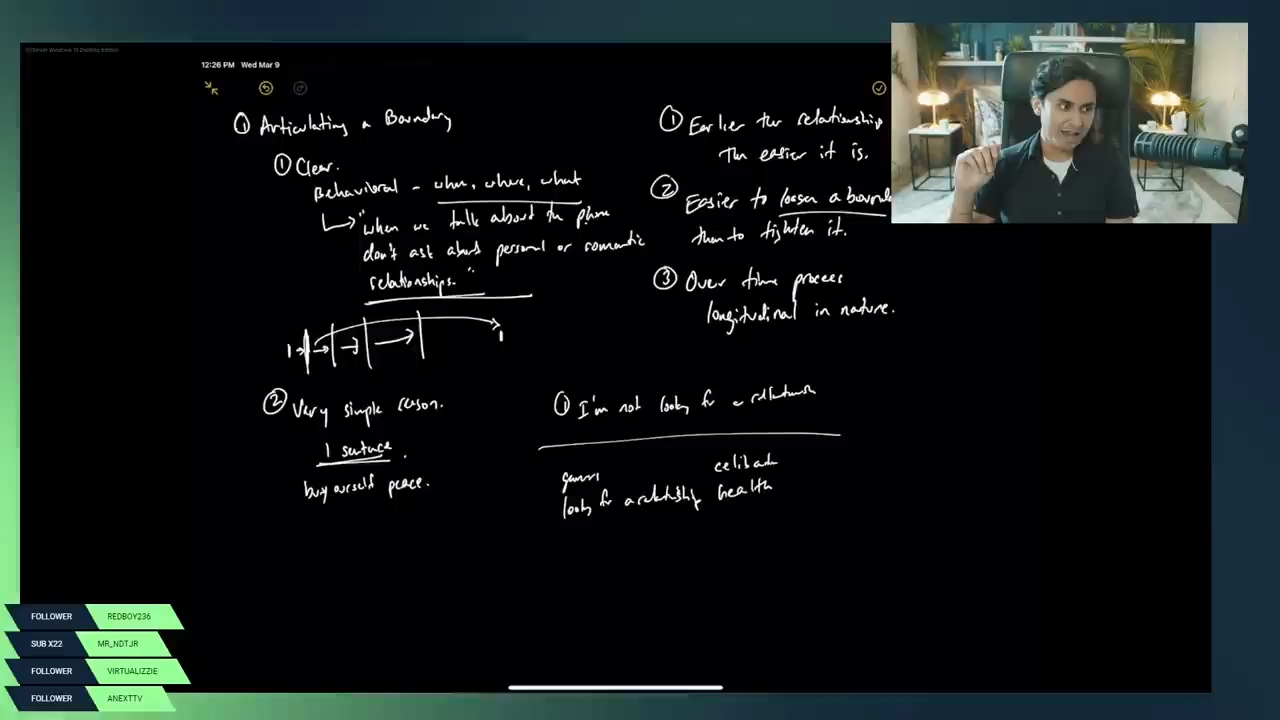 12:26 PM Wed Mar 9
① Articulating a Boundary
① Clear.
Behavioral - when, where, what
"when we talk about the phone
don't ask about personal or romantic
relationships."
② Very simple reason.
1 sentence.
buy ourself peace.
① Earlier the relationship
The easier it is.
② Easier to loosen a bounda
than to tighten it.
③ Over time process
longitudinal in nature.
① I'm not looking for a relationship
celibate
looking for a relationship health
FOLLOWER REDBOY236
SUB X22 MR_NDTJR
FOLLOWER VIRTUALIZZIE
FOLLOWER ANEXTTV